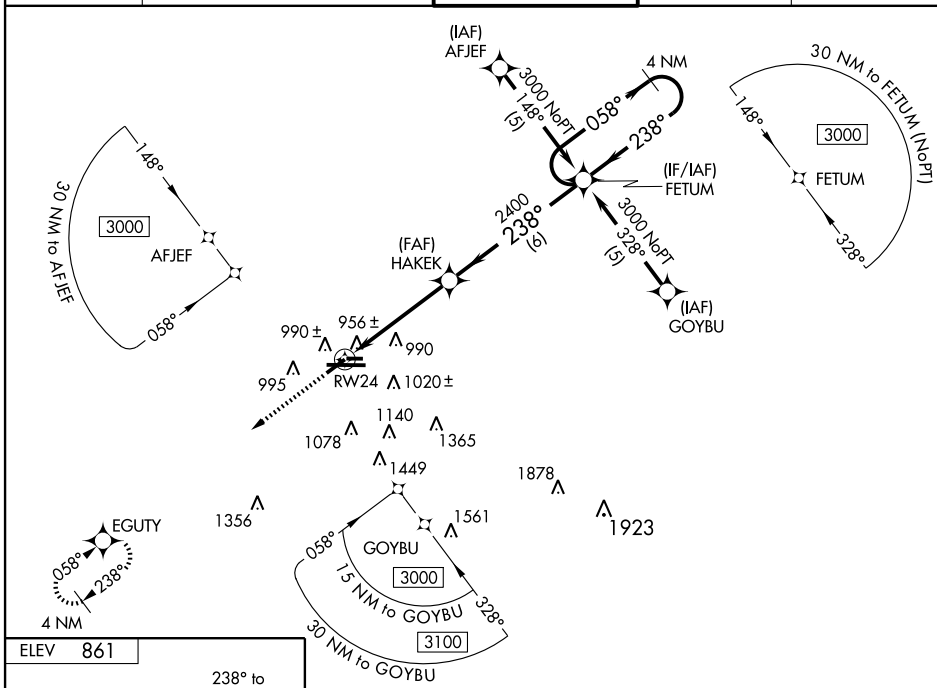 (IAF)
AFJEF
4 NM
3000 NoPT
148°
(5)
058°
238°
30 NM to FETUM (NoPT)
148°
3000
FETUM
328°
148°
30 NM to AFJEF
3000
AFJEF
058°
(IF/IAF)
FETUM
2400
238°
(6)
3000 NoPT
328°
(5)
(FAF)
HAKEK
(IAF)
GOYBU
990 ±
956 ±
990
995
RW24
1020 ±
1140
1078
1365
1449
1878
1356
1561
1923
EGUTY
058°
238°
4 NM
058°
GOYBU
3000
15 NM to GOYBU
328°
3100
30 NM to GOYBU
ELEV 861
238° to